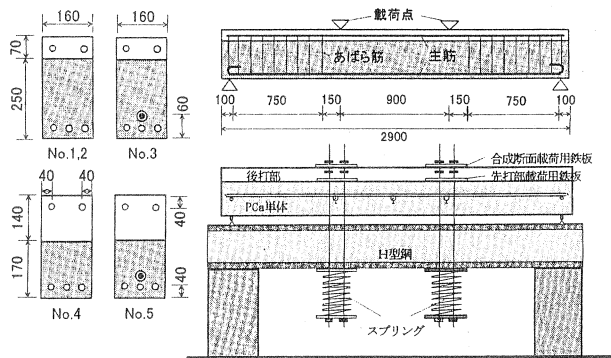 160
160
70
250
60
No.1,2
No.3
40
40
140
170
40
40
No.4
No.5
載荷点
あばら筋
主筋
100
750
150
900
150
750
100
2900
合成断面載荷用鉄板
後打部
先打部載荷用鉄板
PCa単体
H型鋼
スプリング